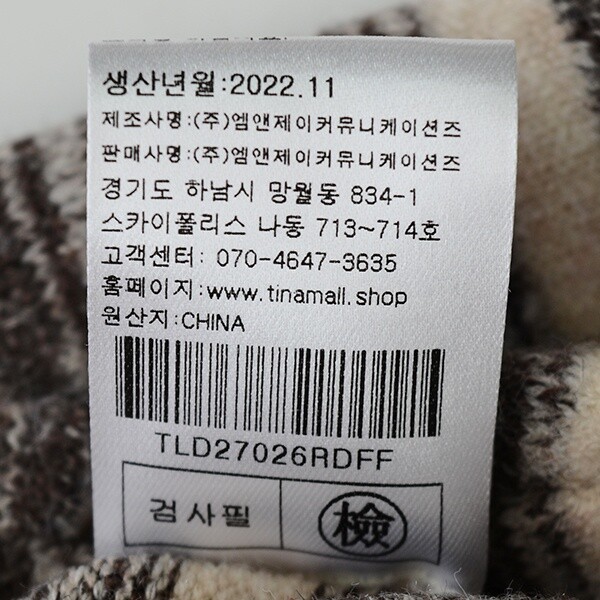 생산년월:2022.11
제조사명:(주)엠앤제이커뮤니케이션즈
판매사명:(주)엠앤제이커뮤니케이션즈
경기도 하남시 망월동 834-1
스카이폴리스 나동 713~714호
고객센터: 070-4647-3635
홈페이지:www.tinamall.shop
원산지:CHINA
TLD27026RDFF
검사필 檢